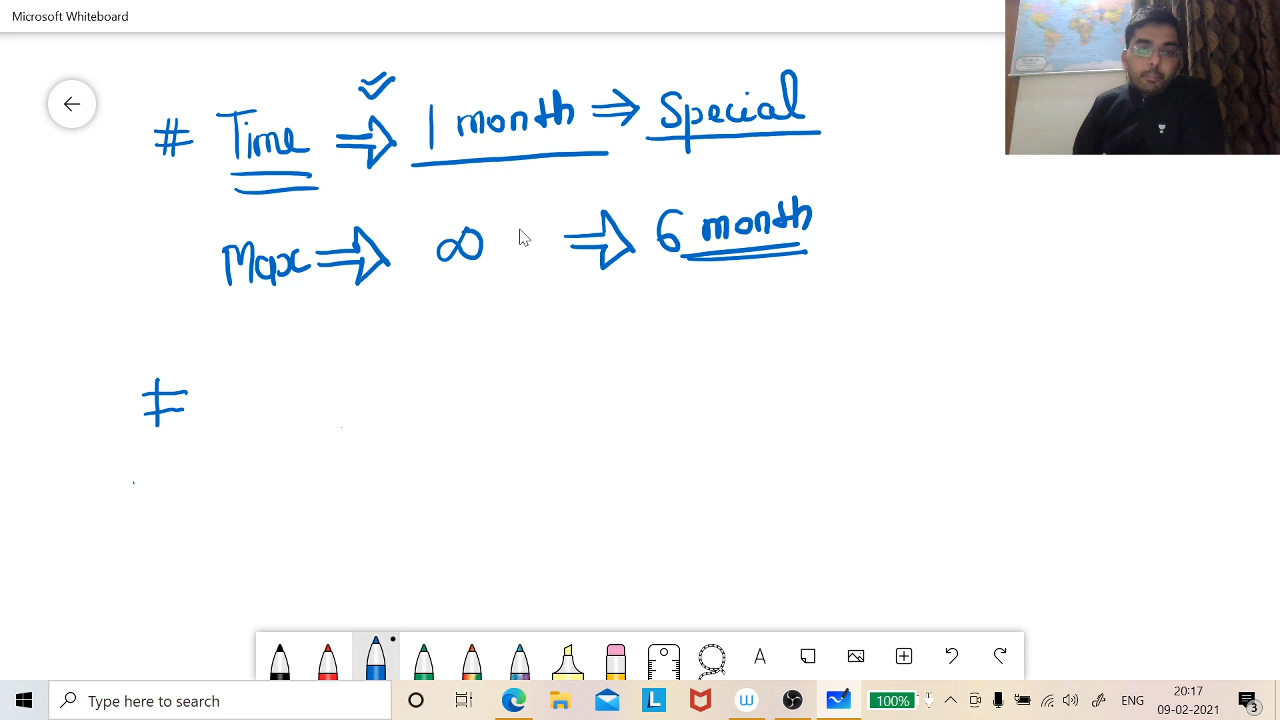 Microsoft Whiteboard
# Time ⇒ 1 month ⇒ Special
Max ⇒ ∞ ⇒ 6 month
#
A
Type here to search
100%
ENG
20:17
09-02-2021
3